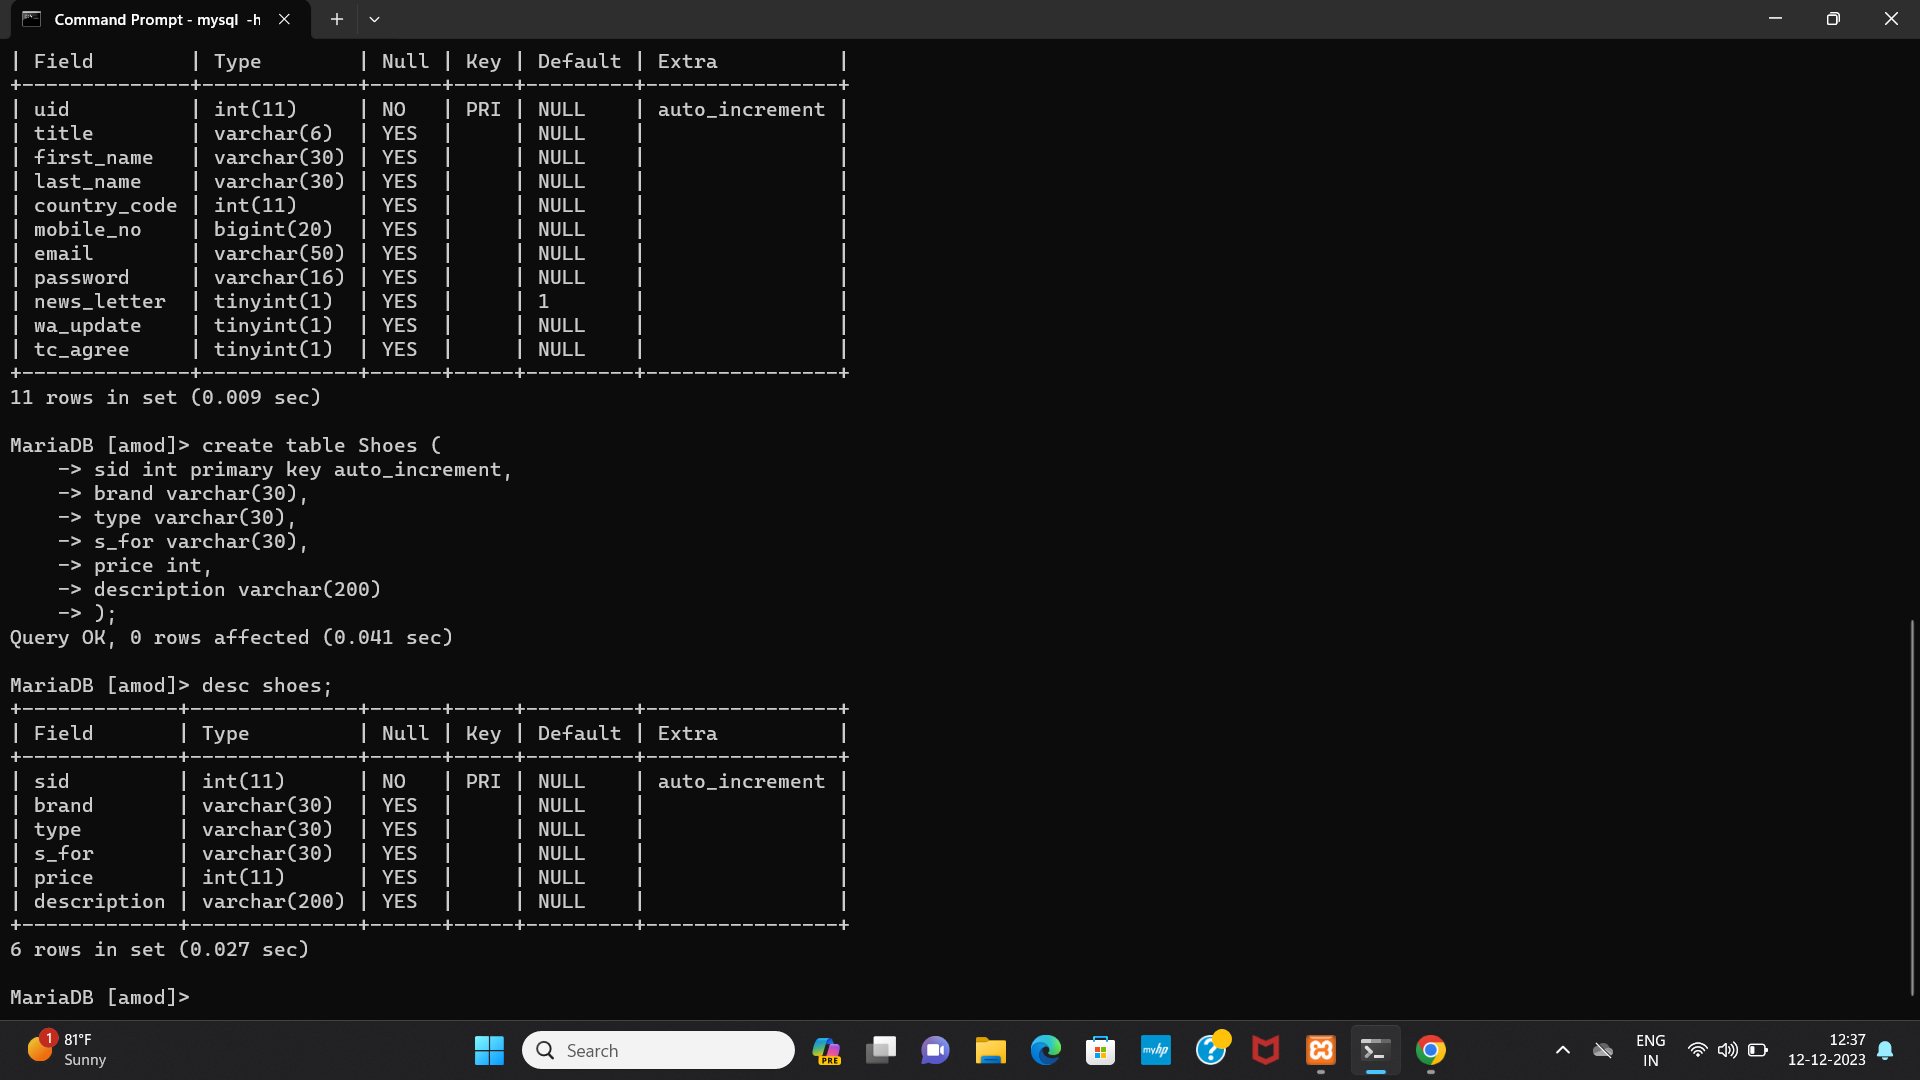 Command Prompt - mysql -h
| Field        | Type        | Null | Key | Default | Extra          |
+--------------+-------------+------+-----+---------+----------------+
| uid          | int(11)     | NO   | PRI | NULL    | auto_increment |
| title        | varchar(6)  | YES  |     | NULL    |                |
| first_name   | varchar(30) | YES  |     | NULL    |                |
| last_name    | varchar(30) | YES  |     | NULL    |                |
| country_code | int(11)     | YES  |     | NULL    |                |
| mobile_no    | bigint(20)  | YES  |     | NULL    |                |
| email        | varchar(50) | YES  |     | NULL    |                |
| password     | varchar(16) | YES  |     | NULL    |                |
| news_letter  | tinyint(1)  | YES  |     | 1       |                |
| wa_update    | tinyint(1)  | YES  |     | NULL    |                |
| tc_agree     | tinyint(1)  | YES  |     | NULL    |                |
+--------------+-------------+------+-----+---------+----------------+
11 rows in set (0.009 sec)
MariaDB [amod]> create table Shoes (
    -> sid int primary key auto_increment,
    -> brand varchar(30),
    -> type varchar(30),
    -> s_for varchar(30),
    -> price int,
    -> description varchar(200)
    -> );
Query OK, 0 rows affected (0.041 sec)
MariaDB [amod]> desc shoes;
+-------------+--------------+------+-----+---------+----------------+
| Field       | Type         | Null | Key | Default | Extra          |
+-------------+--------------+------+-----+---------+----------------+
| sid         | int(11)      | NO   | PRI | NULL    | auto_increment |
| brand       | varchar(30)  | YES  |     | NULL    |                |
| type        | varchar(30)  | YES  |     | NULL    |                |
| s_for       | varchar(30)  | YES  |     | NULL    |                |
| price       | int(11)      | YES  |     | NULL    |                |
| description | varchar(200) | YES  |     | NULL    |                |
+-------------+--------------+------+-----+---------+----------------+
6 rows in set (0.027 sec)
MariaDB [amod]>
1
81°F
Sunny
Search
PRE
myhp
?
ENG
IN
12:37
12-12-2023